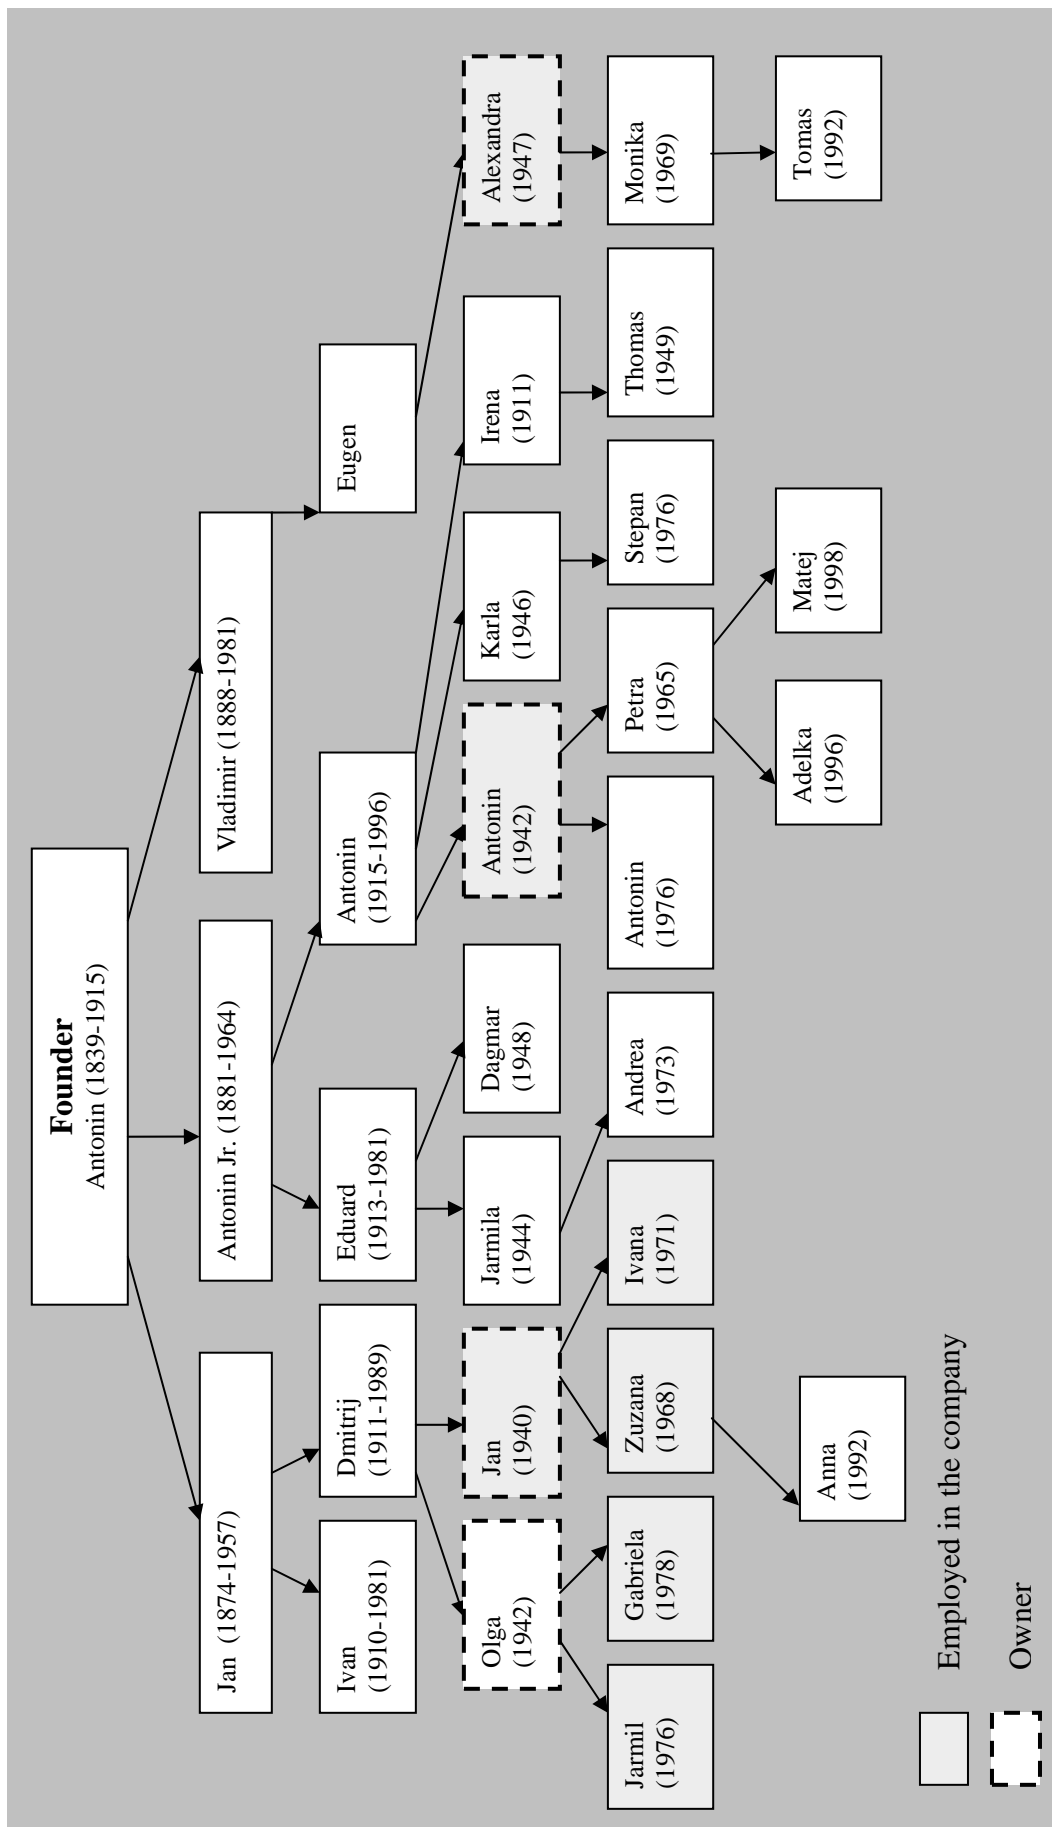 Founder
Antonin (1839-1915)
Jan (1874-1957)
Antonin Jr. (1881-1964)
Vladimir (1888-1981)
Ivan
(1910-1981)
Dmitrij
(1911-1989)
Eduard
(1913-1981)
Antonin
(1915-1996)
Eugen
Olga
(1942)
Jan
(1940)
Jarmila
(1944)
Dagmar
(1948)
Antonin
(1942)
Karla
(1946)
Irena
(1911)
Alexandra
(1947)
Jarmil
(1976)
Gabriela
(1978)
Zuzana
(1968)
Ivana
(1971)
Andrea
(1973)
Antonin
(1976)
Petra
(1965)
Stepan
(1976)
Thomas
(1949)
Monika
(1969)
Anna
(1992)
Adelka
(1996)
Matej
(1998)
Tomas
(1992)
Employed in the company
Owner